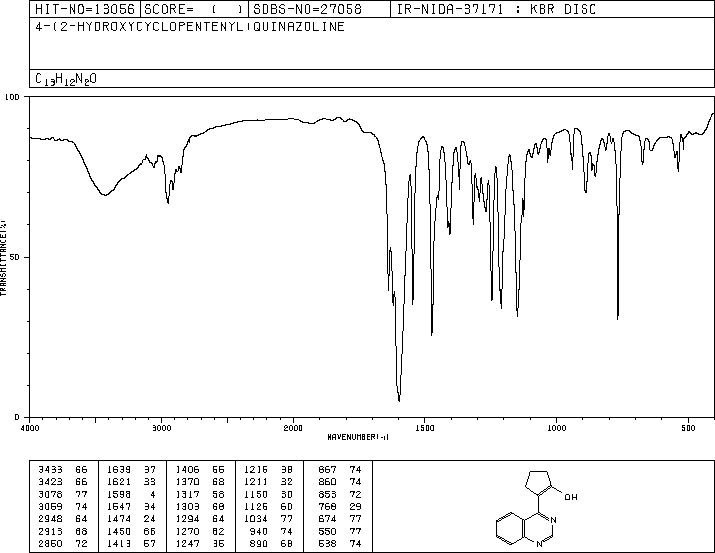 HIT-NO=13056 SCORE= ( ) SDBS-NO=27058 IR-NIDA-37171 : KBR DISC
4-(2-HYDROXYCYCLOPENTENYL)QUINAZOLINE
C13H12N2O
100
50
0
TRANSMITTANCE(%)
4000 3000 2000 1500 1000 500
WAVENUMBER(-1)
3433 66 1639 37 1406 55 1215 38 867 74
3423 66 1621 33 1370 68 1211 32 860 74
3078 77 1598 4 1317 58 1150 30 853 72
3059 74 1547 34 1303 68 1126 60 768 29
2948 64 1474 24 1294 64 1034 77 674 77
2913 68 1450 66 1270 62 940 74 550 77
2850 72 1413 57 1247 35 890 68 538 74
OH
N
N